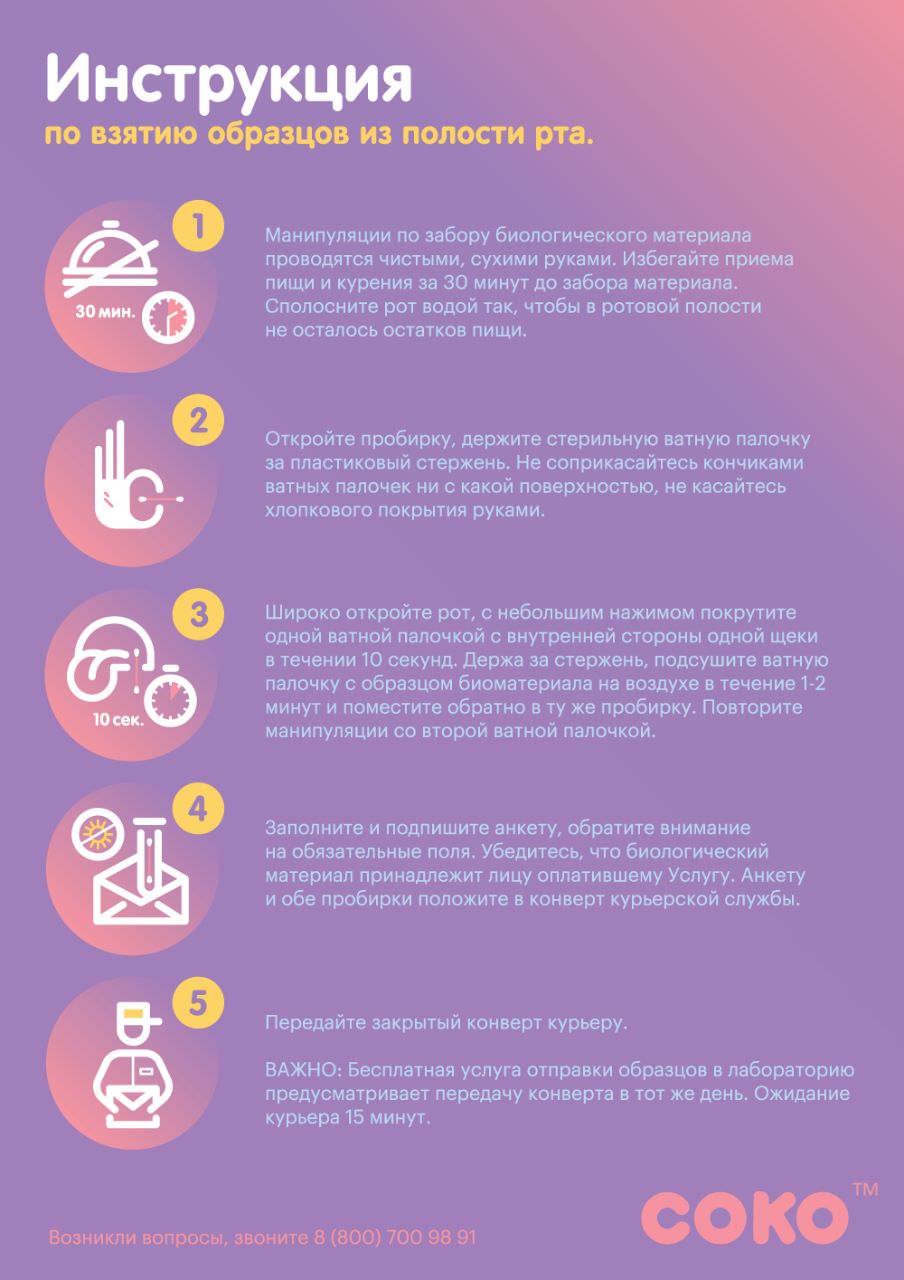 Инструкция
по взятию образцов из полости рта.
1
30 мин.
Манипуляции по забору биологического материала
проводятся чистыми, сухими руками. Избегайте приема
пищи и курения за 30 минут до забора материала.
Сполосните рот водой так, чтобы в ротовой полости
не осталось остатков пищи.
2
Откройте пробирку, держите стерильную ватную палочку
за пластиковый стержень. Не соприкасайтесь кончиками
ватных палочек ни с какой поверхностью, не касайтесь
хлопкового покрытия руками.
3
10 сек.
Широко откройте рот, с небольшим нажимом покрутите
одной ватной палочкой с внутренней стороны одной щеки
в течении 10 секунд. Держа за стержень, подсушите ватную
палочку с образцом биоматериала на воздухе в течение 1-2
минут и поместите обратно в ту же пробирку. Повторите
манипуляции со второй ватной палочкой.
4
Заполните и подпишите анкету, обратите внимание
на обязательные поля. Убедитесь, что биологический
материал принадлежит лицу оплатившему Услугу. Анкету
и обе пробирки положите в конверт курьерской службы.
5
Передайте закрытый конверт курьеру.
ВАЖНО: Бесплатная услуга отправки образцов в лабораторию
предусматривает передачу конверта в тот же день. Ожидание
курьера 15 минут.
Возникли вопросы, звоните 8 (800) 700 98 91
СОКО™